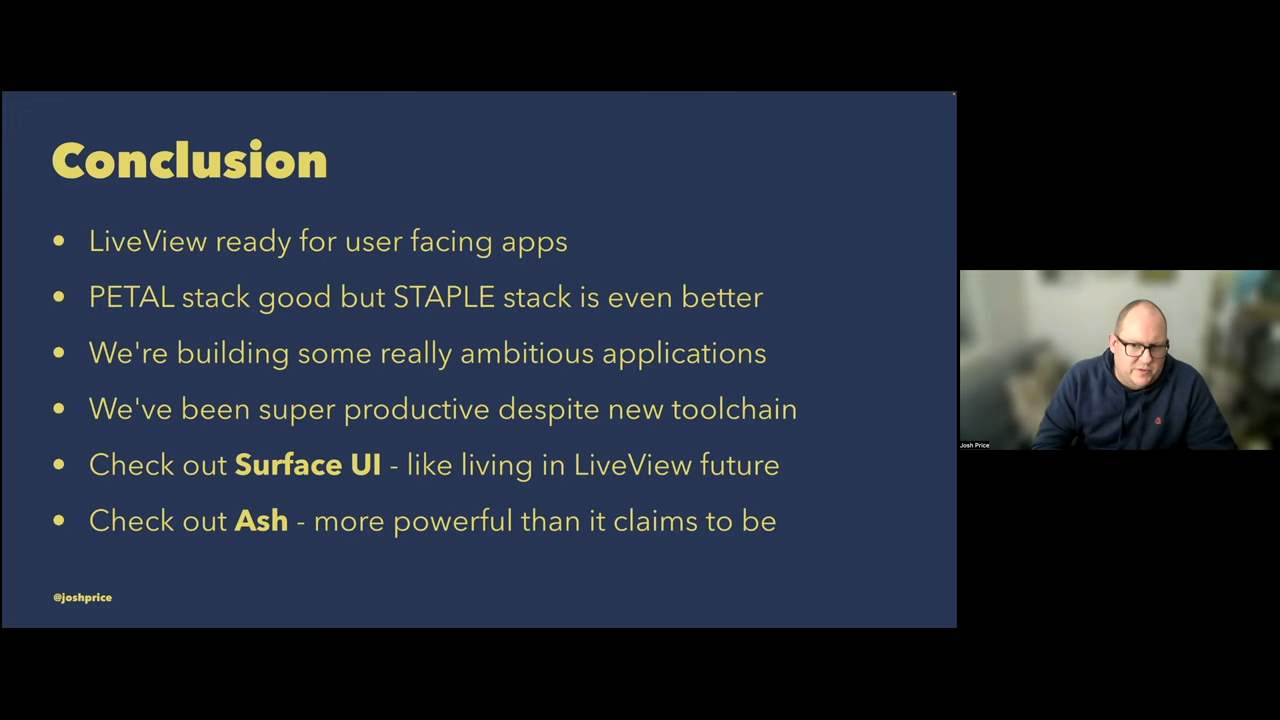 Conclusion
• LiveView ready for user facing apps
• PETAL stack good but STAPLE stack is even better
• We're building some really ambitious applications
• We've been super productive despite new toolchain
• Check out Surface UI - like living in LiveView future
• Check out Ash - more powerful than it claims to be
@joshprice
Josh Price